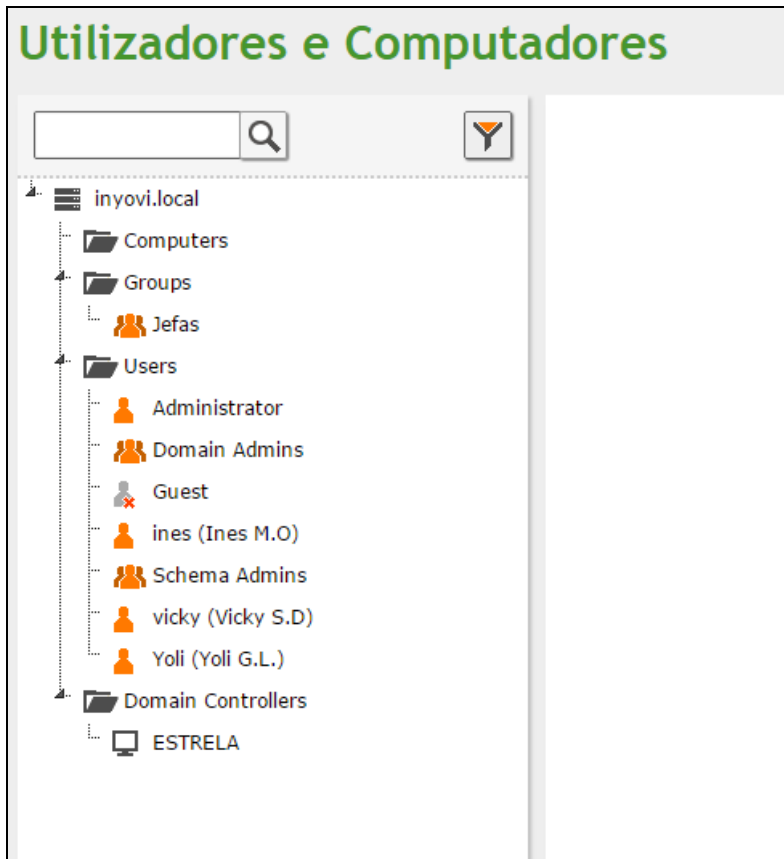 Utilizadores e Computadores
inyovi.local
Computers
Groups
Jefas
Users
Administrator
Domain Admins
Guest
ines (Ines M.O)
Schema Admins
vicky (Vicky S.D)
Yoli (Yoli G.L.)
Domain Controllers
ESTRELA